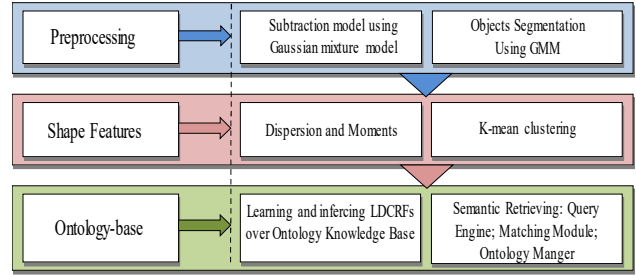 Preprocessing
Subtraction model using
Gaussian mixture model
Objects Segmentation
Using GMM
Shape Features
Dispersion and Moments
K-mean clustering
Ontology-base
Learning and infercing LDCRFs
over Ontology Knowledge Base
Semantic Retrieving: Query
Engine; Matching Module;
Ontology Manger